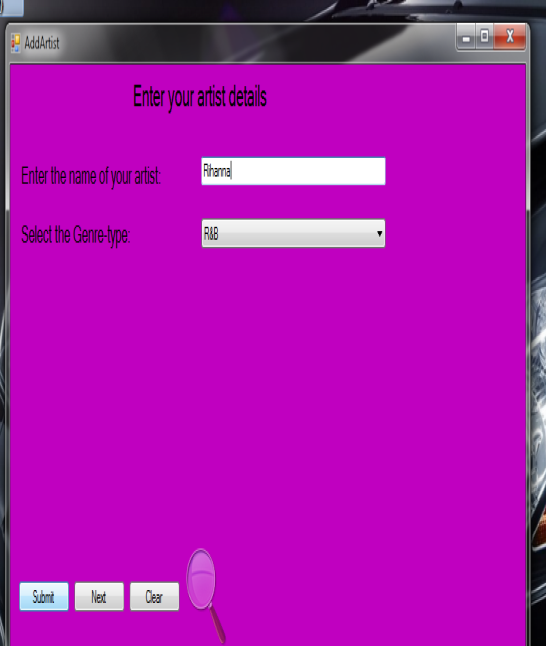 AddArtist
Enter your artist details
Enter the name of your artist: Rihanna
Select the Genre-type: R&B
Submit Next Clear